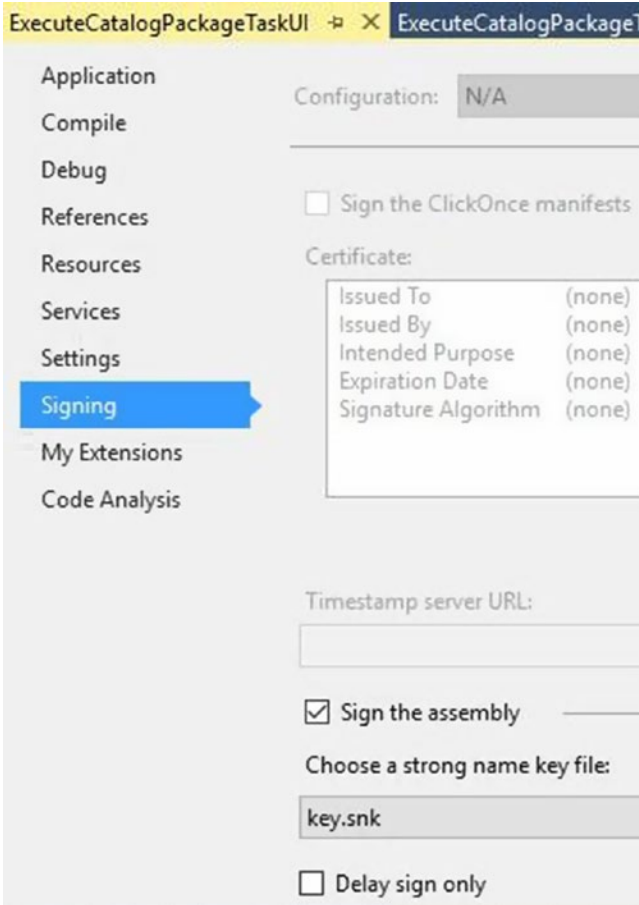 ExecuteCatalogPackageTaskUI ExecuteCatalogPackageT
Application
Compile
Debug
References
Resources
Services
Settings
Signing
My Extensions
Code Analysis
Configuration: N/A
Sign the ClickOnce manifests
Certificate:
Issued To (none)
Issued By (none)
Intended Purpose (none)
Expiration Date (none)
Signature Algorithm (none)
Timestamp server URL:
Sign the assembly
Choose a strong name key file:
key.snk
Delay sign only